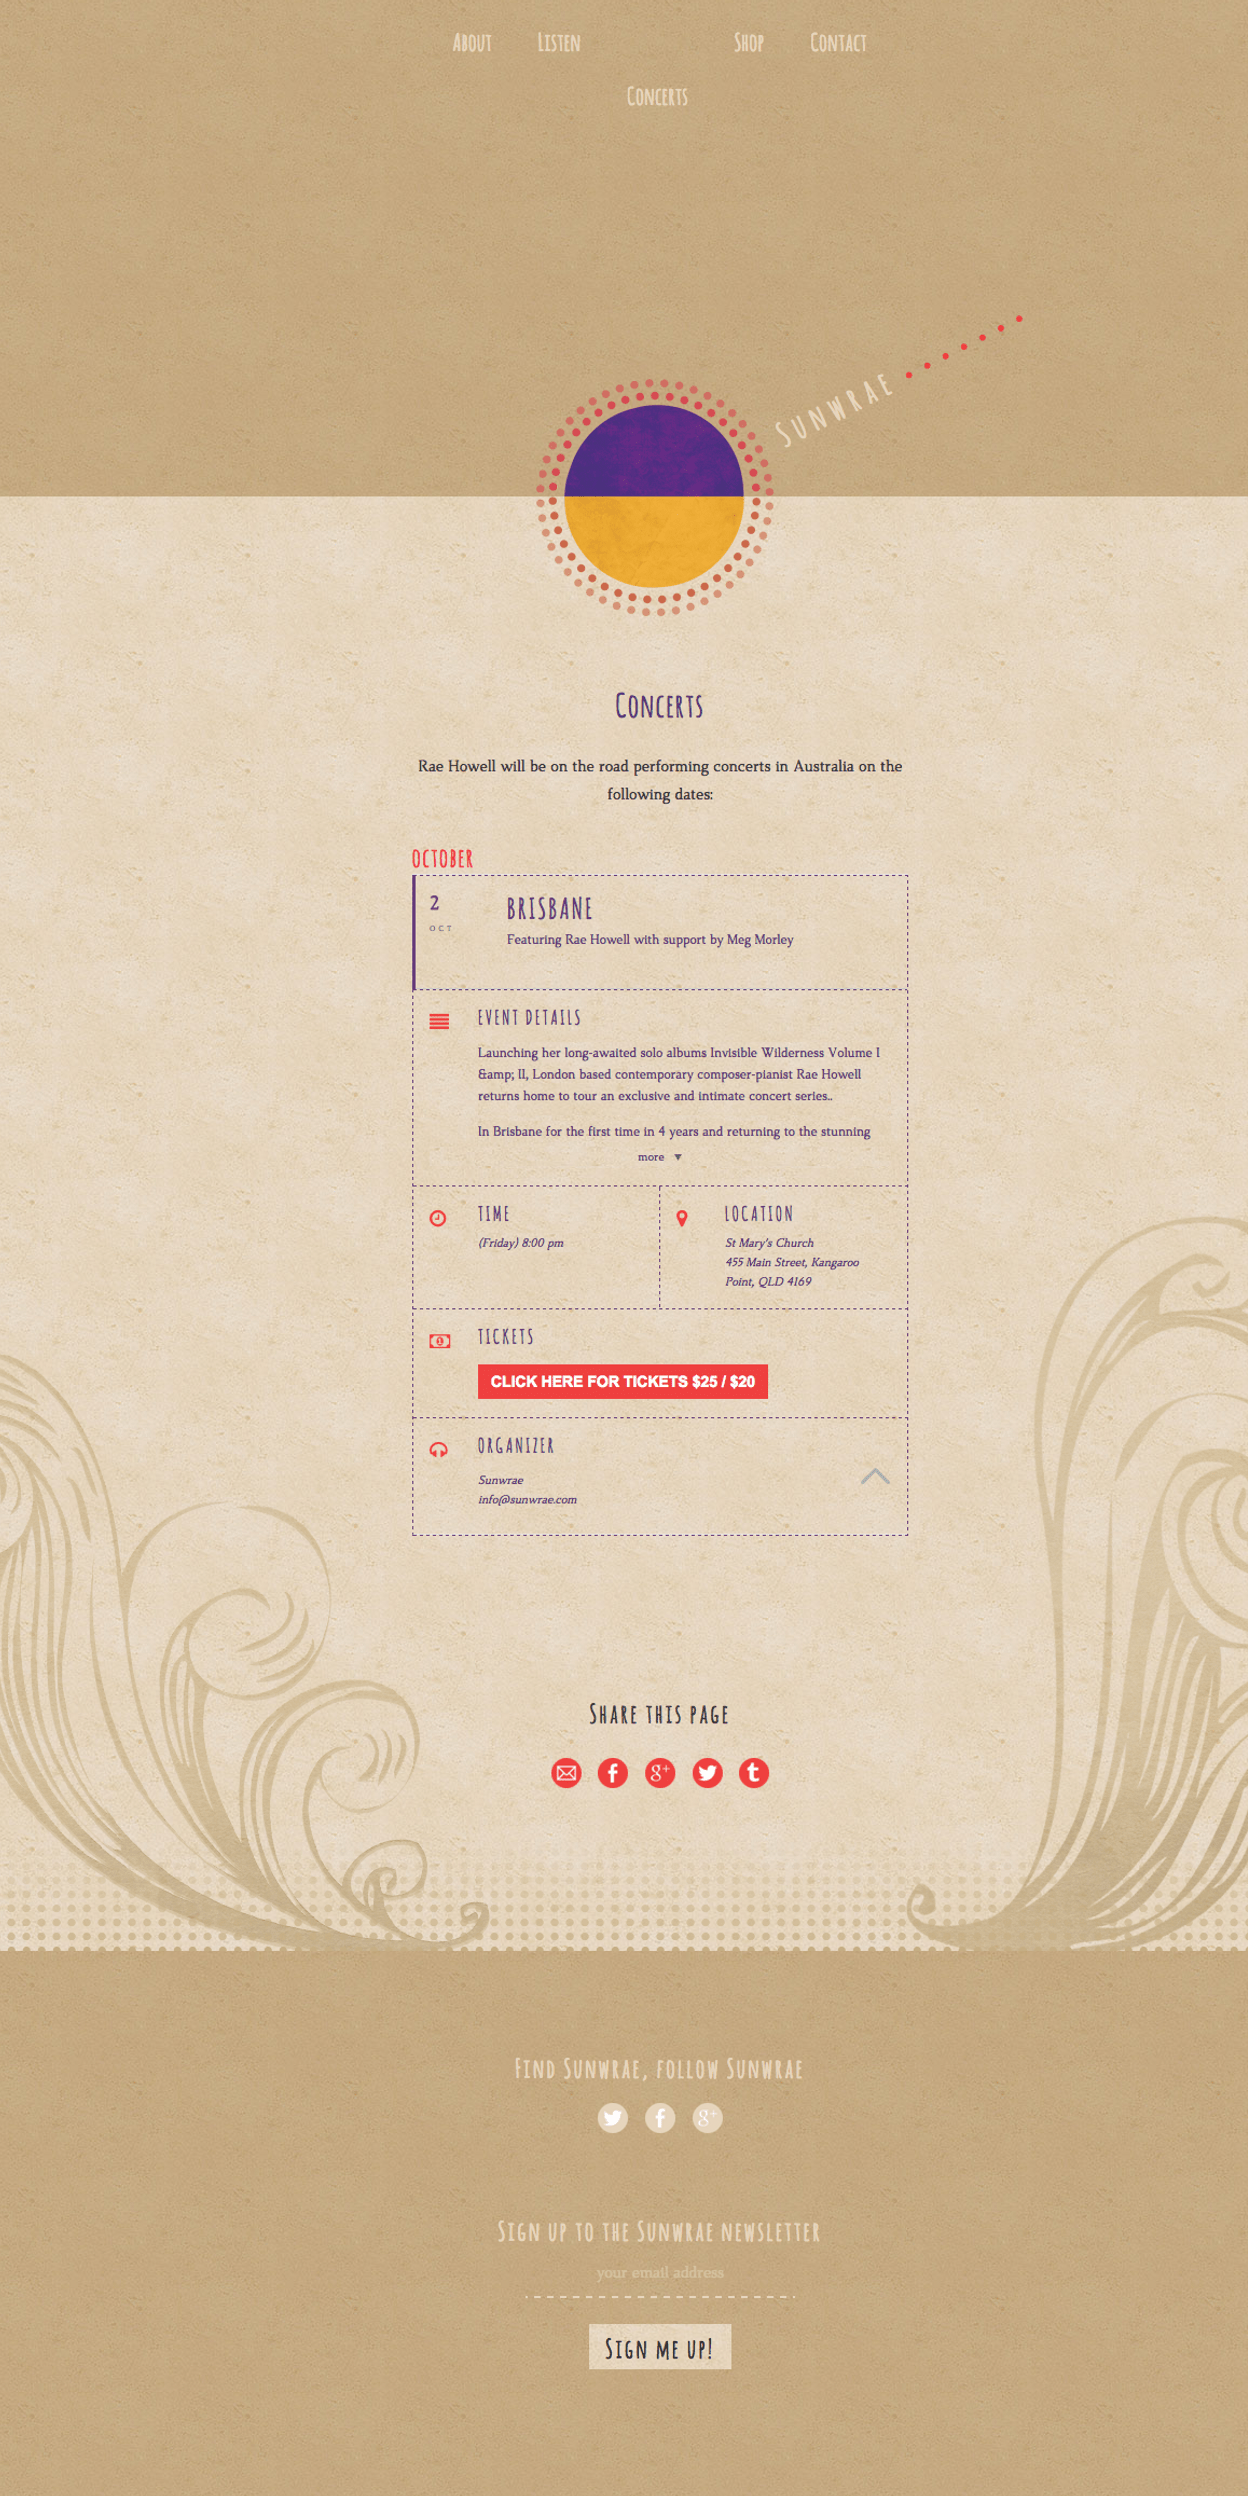 About Listen Shop Contact
Concerts
Sunwrae
Concerts
Rae Howell will be on the road performing concerts in Australia on the
following dates:
OCTOBER
2
OCT
BRISBANE
Featuring Rae Howell with support by Meg Morley
EVENT DETAILS
Launching her long-awaited solo albums Invisible Wilderness Volume I
&amp; II, London based contemporary composer-pianist Rae Howell
returns home to tour an exclusive and intimate concert series..
In Brisbane for the first time in 4 years and returning to the stunning
more
TIME
(Friday) 8:00 pm
LOCATION
St Mary's Church
455 Main Street, Kangaroo
Point, QLD 4169
TICKETS
CLICK HERE FOR TICKETS $25 / $20
ORGANIZER
Sunwrae
info@sunwrae.com
Share this page
Find Sunwrae, follow Sunwrae
Sign up to the Sunwrae newsletter
your email address
Sign me up!